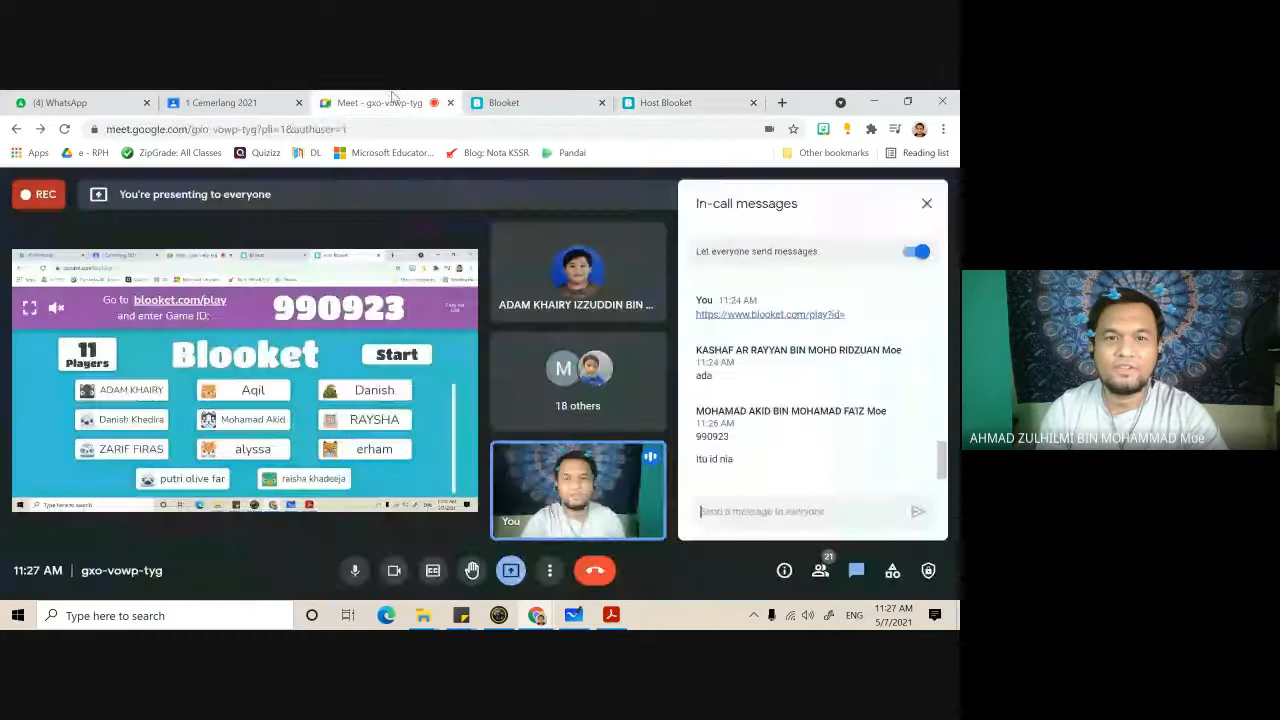 (4) WhatsApp
1 Cemerlang 2021
Meet - gxo-vowp-tyg
Blooket
Host Blooket
meet.google.com/gxo-vowp-tyg?pli=1&authuser=1
Apps
e - RPH
ZipGrade: All Classes
Quizizz
DL
Microsoft Educator...
Blog: Nota KSSR
Pandai
Other bookmarks
Reading list
REC
You're presenting to everyone
Go to blooket.com/play
and enter Game ID:
990923
11
Players
Blooket
Start
ADAM KHAIRY
Aqil
Danish
Danish Khedira
Mohamad Akid
RAYSHA
ZARIF FIRAS
alyssa
erham
putri olive far
raisha khadeeja
ADAM KHAIRY IZZUDDIN BIN ...
M
18 others
You
In-call messages
Let everyone send messages
You 11:24 AM
https://www.blooket.com/play?id=
KASHAF AR RAYYAN BIN MOHD RIDZUAN Moe
11:24 AM
ada
MOHAMAD AKID BIN MOHAMAD FA'IZ Moe
11:26 AM
990923
Itu id nia
Send a message to everyone
AHMAD ZULHILMI BIN MOHAMMAD Moe
11:27 AM | gxo-vowp-tyg
21
Type here to search
ENG
11:27 AM
5/7/2021